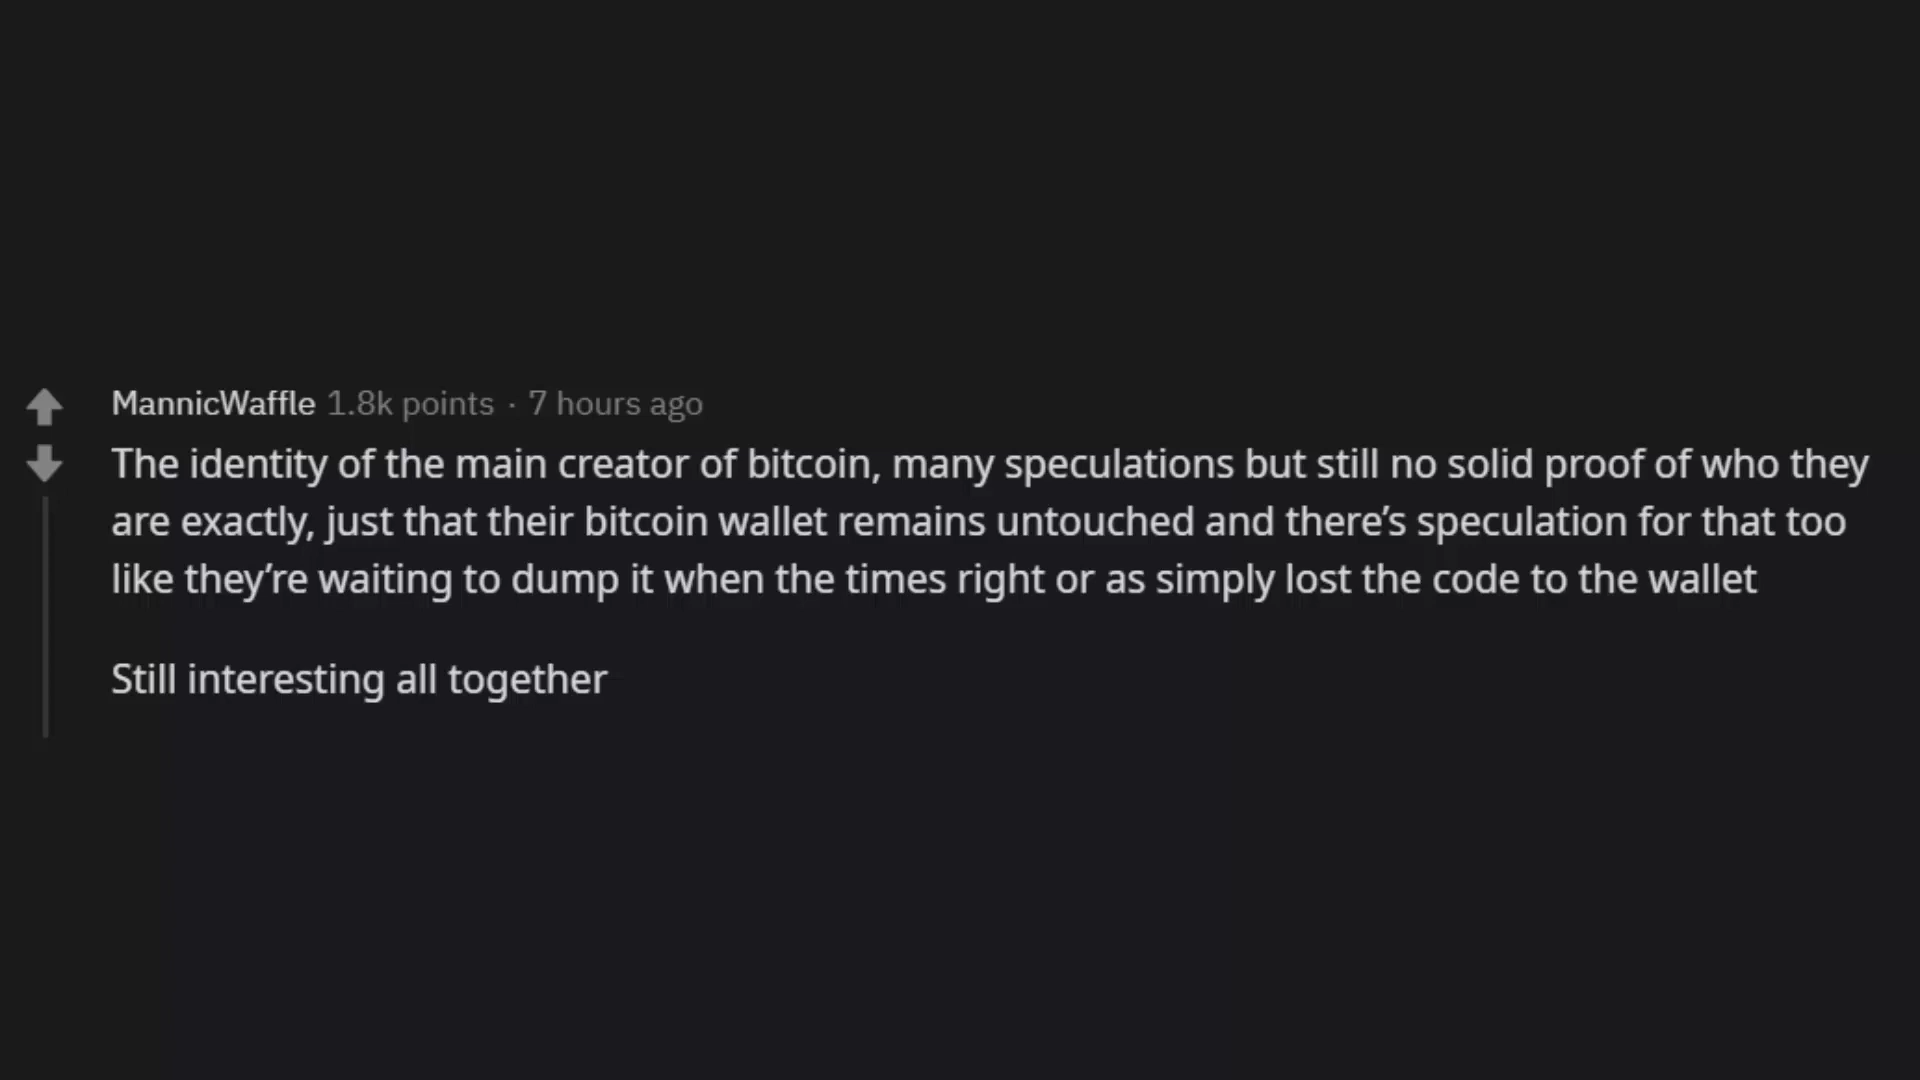 MannicWaffle 1.8k points · 7 hours ago
The identity of the main creator of bitcoin, many speculations but still no solid proof of who they
are exactly, just that their bitcoin wallet remains untouched and there’s speculation for that too
like they’re waiting to dump it when the times right or as simply lost the code to the wallet
Still interesting all together